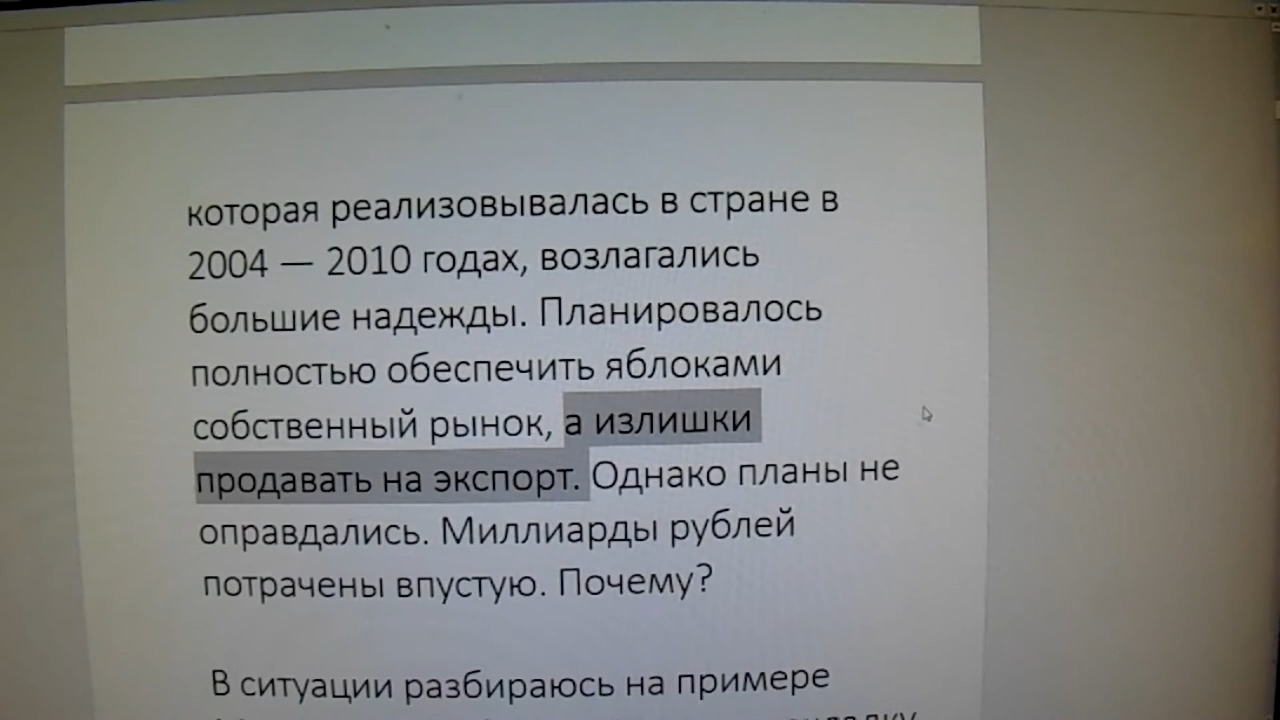 которая реализовывалась в стране в
2004 — 2010 годах, возлагались
большие надежды. Планировалось
полностью обеспечить яблоками
собственный рынок, а излишки
продавать на экспорт. Однако планы не
оправдались. Миллиарды рублей
потрачены впустую. Почему?
В ситуации разбираюсь на примере